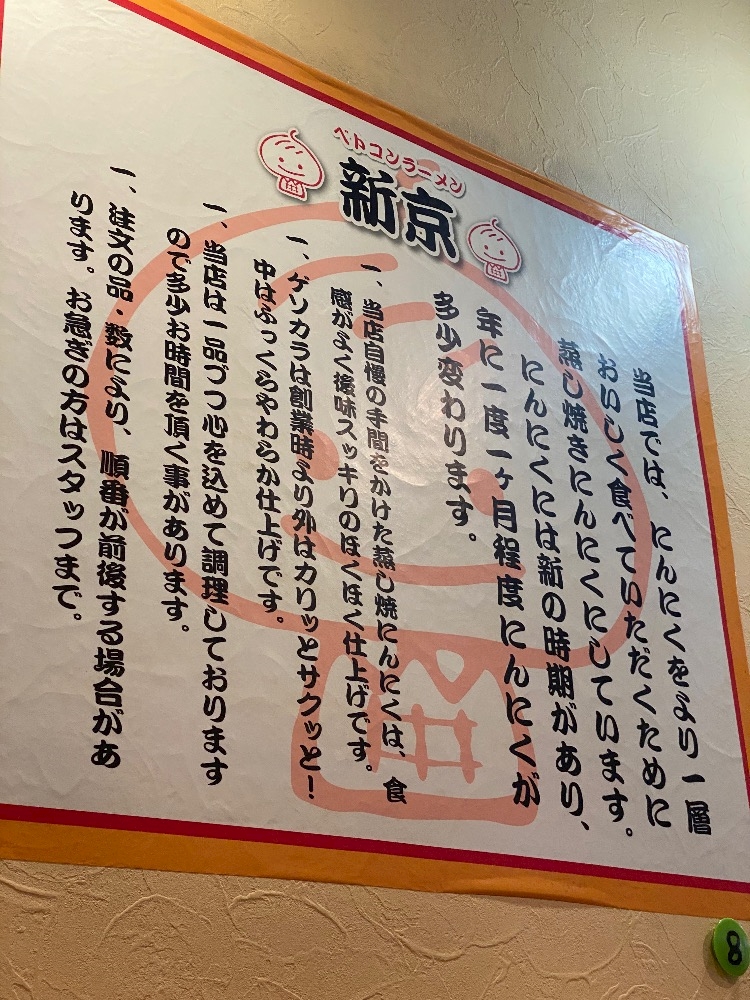 ベトコンラーメン
新京
当店では、にんにくをより一層
おいしく食べていただくために
蒸し焼きにんにくにしています。
にんにくには新の時期があり、
年に一度一ヶ月程度にんにくが
多少変わります。
一、当店自慢の手間をかけた蒸し焼にんにくは、食
感がよく後味スッキリのほくほく仕上げです。
一、ゲソカラは創業時より外はカリッとサクッと!
中はふっくらやわらか仕上げです。
一、当店は一品づつ心を込めて調理しております
ので多少お時間を頂く事があります。
一、注文の品・数により、順番が前後する場合があ
ります。お急ぎの方はスタッフまで。
8